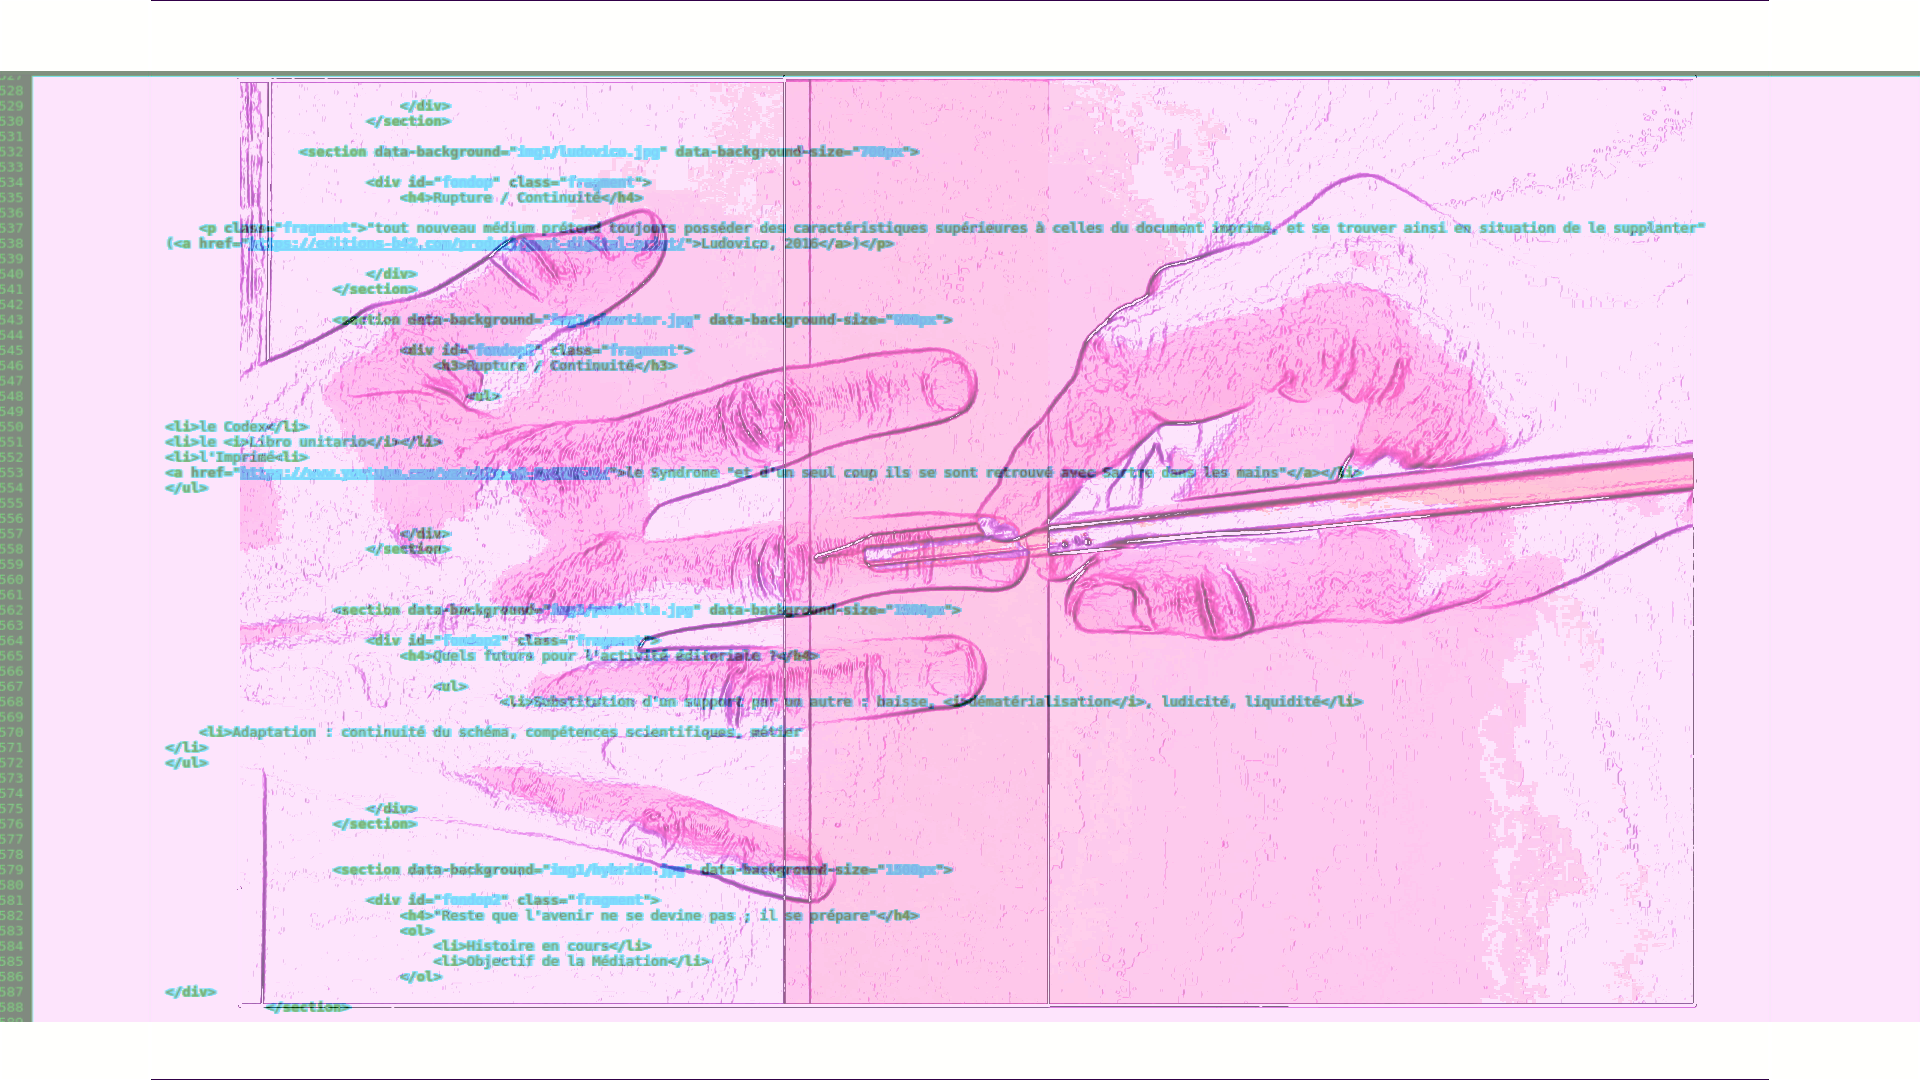 527
528
529 </div>
530 </section>
531
532 <section data-background="img1/ludovico.jpg" data-background-size="700px">
533
534 <div id="fondop" class="fragment">
535 <h4>Rupture / Continuité</h4>
536
537 <p class="fragment">"tout nouveau médium prétend toujours posséder des caractéristiques supérieures à celles du document imprimé, et se trouver ainsi en situation de le supplanter"
538 (<a href="https://editions-b42.com/ ">Ludovico, 2016</a>)</p>
539
540 </div>
541 </section>
542
543 <section data-background="img1/chartier.jpg" data-background-size="900px">
544
545 <div id="fondop2" class="fragment">
546 <h3>Rupture / Continuité</h3>
547
548 <ul>
549
550 <li>le Codex</li>
551 <li>le <i>Libro unitario</i></li>
552 <li>l'Imprimé<li>
553 <a href="https://www.youtube.com/ ">le Syndrome "et d'un seul coup ils se sont retrouvé avec Sartre dans les mains"</a></li>
554 </ul>
555
556
557 </div>
558 </section>
559
560
561
562 <section data-background="img1/poubelle.jpg" data-background-size="1500px">
563
564 <div id="fondop2" class="fragment">
565 <h4>Quels futurs pour l'activité éditoriale ?</h4>
566
567 <ul>
568 <li>Substitution d'un support par un autre : baisse, <i>dématérialisation</i>, ludicité, liquidité</li>
569
570 <li>Adaptation : continuité du schéma, compétences scientifiques, métier
571 </li>
572 </ul>
573
574
575 </div>
576 </section>
577
578
579 <section data-background="img1/hybride.jpg" data-background-size="1500px">
580
581 <div id="fondop2" class="fragment">
582 <h4>"Reste que l'avenir ne se devine pas ; il se prépare"</h4>
583 <ol>
584 <li>Histoire en cours</li>
585 <li>Objectif de la Médiation</li>
586 </ol>
587 </div>
588 </section>